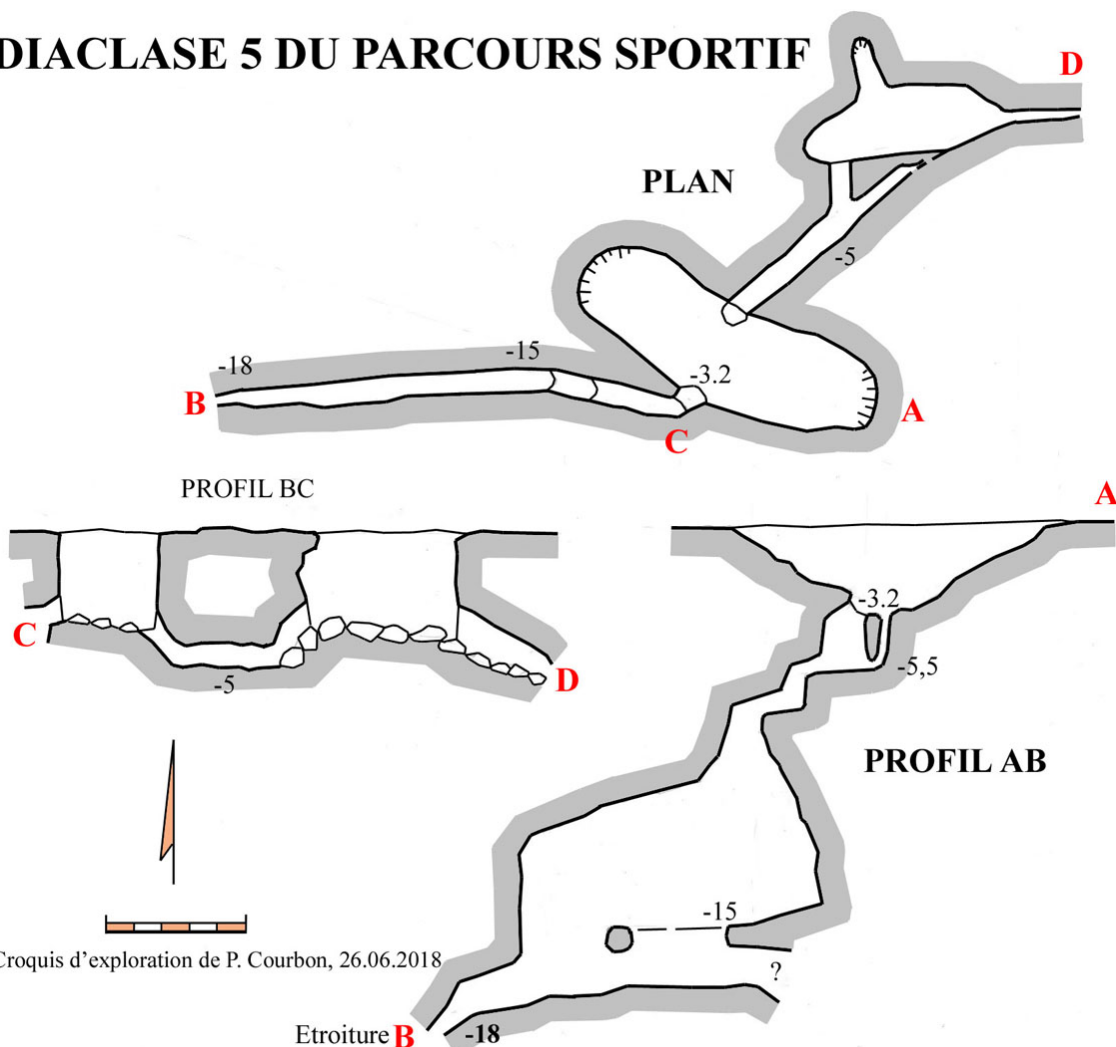 DIACLASE 5 DU PARCOURS SPORTIF
D
PLAN
-5
-18
-15
-3.2
B
A
C
PROFIL BC
A
-3.2
C
-5
D
-5,5
PROFIL AB
-15
Croquis d'exploration de P. Courbon, 26.06.2018
?
Etroiture B -18